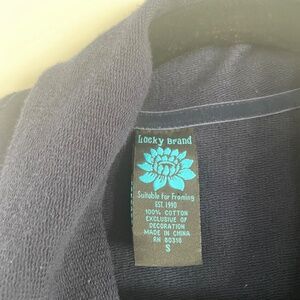 Lucky Brand
Suitable for Framing
EST. 1990
100% COTTON
EXCLUSIVE OF
DECORATION
MADE IN CHINA
RN 80318
S